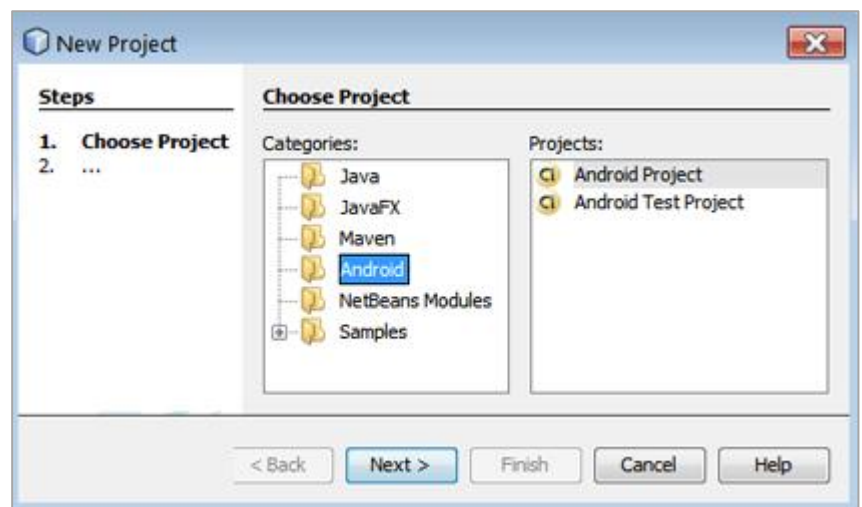 New Project
Steps
1. Choose Project
2. ...
Choose Project
Categories:
Java
JavaFX
Maven
Android
NetBeans Modules
Samples
Projects:
Android Project
Android Test Project
< Back
Next >
Finish
Cancel
Help